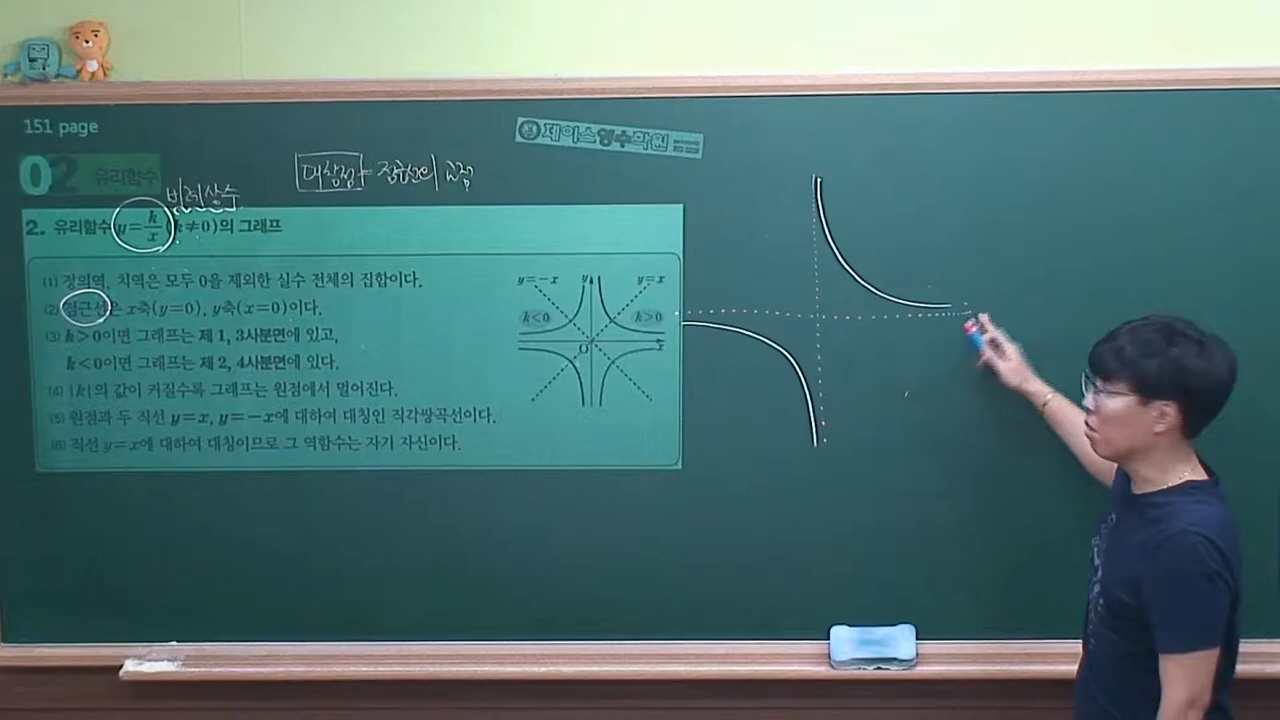 151 page
제이스영수학원
02 유리함수
대칭점 = 점근선의 교점
비례상수
2. 유리함수 y=k/x (k≠0)의 그래프
(1) 정의역, 치역은 모두 0을 제외한 실수 전체의 집합이다.
(2) 점근선은 x축(y=0), y축(x=0)이다.
(3) k>0이면 그래프는 제1, 3사분면에 있고,
k<0이면 그래프는 제2, 4사분면에 있다.
(4) |k|의 값이 커질수록 그래프는 원점에서 멀어진다.
(5) 원점과 두 직선 y=x, y=-x에 대하여 대칭인 직각쌍곡선이다.
(6) 직선 y=x에 대하여 대칭이므로 그 역함수는 자기 자신이다.
y=-x y y=x
k<0 k>0
O x